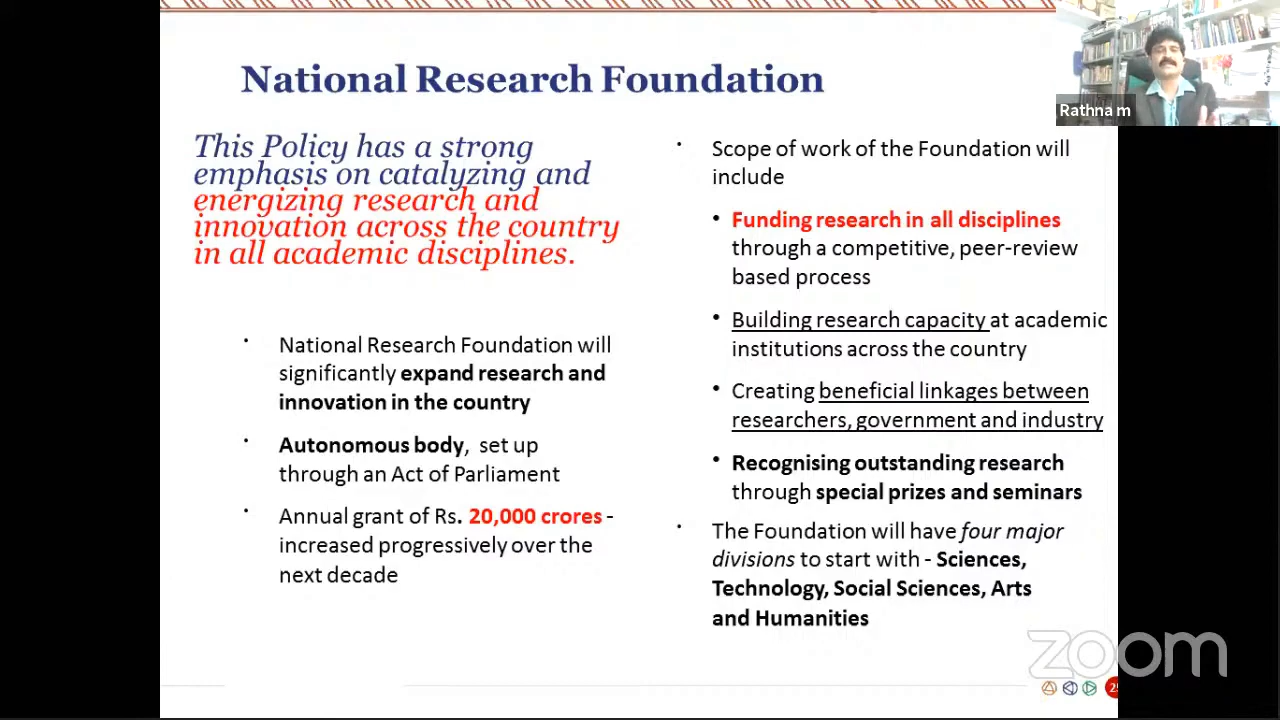 National Research Foundation
This Policy has a strong
emphasis on catalyzing and
energizing research and
innovation across the country
in all academic disciplines.
National Research Foundation will
significantly expand research and
innovation in the country
Autonomous body, set up
through an Act of Parliament
Annual grant of Rs. 20,000 crores -
increased progressively over the
next decade
Scope of work of the Foundation will
include
Funding research in all disciplines
through a competitive, peer-review
based process
Building research capacity at academic
institutions across the country
Creating beneficial linkages between
researchers, government and industry
Recognising outstanding research
through special prizes and seminars
The Foundation will have four major
divisions to start with - Sciences,
Technology, Social Sciences, Arts
and Humanities
Rathna m
zoom